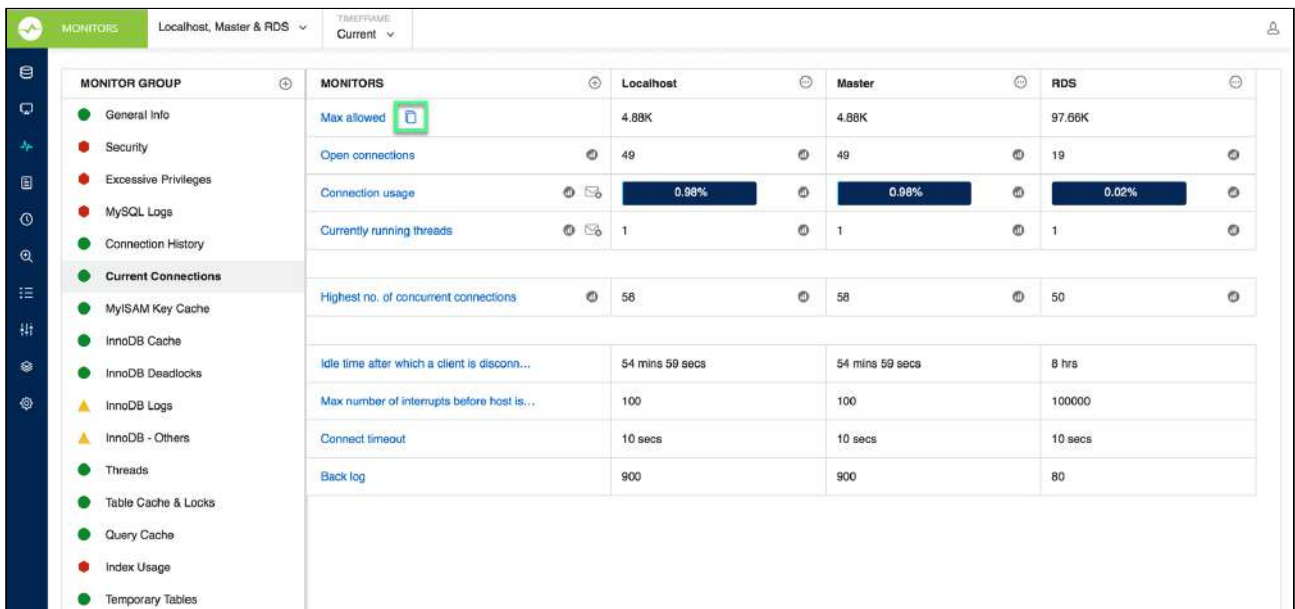 MONITORS
Localhost, Master & RDS
TIMEFRAME
Current
MONITOR GROUP
General Info
Security
Excessive Privileges
MySQL Logs
Connection History
Current Connections
MyISAM Key Cache
InnoDB Cache
InnoDB Deadlocks
InnoDB Logs
InnoDB - Others
Threads
Table Cache & Locks
Query Cache
Index Usage
Temporary Tables
MONITORS Localhost Master RDS
Max allowed 4.88K 4.88K 97.66K
Open connections 49 49 19
Connection usage 0.98% 0.98% 0.02%
Currently running threads 1 1 1
Highest no. of concurrent connections 58 58 50
Idle time after which a client is disconn... 54 mins 59 secs 54 mins 59 secs 8 hrs
Max number of interrupts before host is... 100 100 100000
Connect timeout 10 secs 10 secs 10 secs
Back log 900 900 80